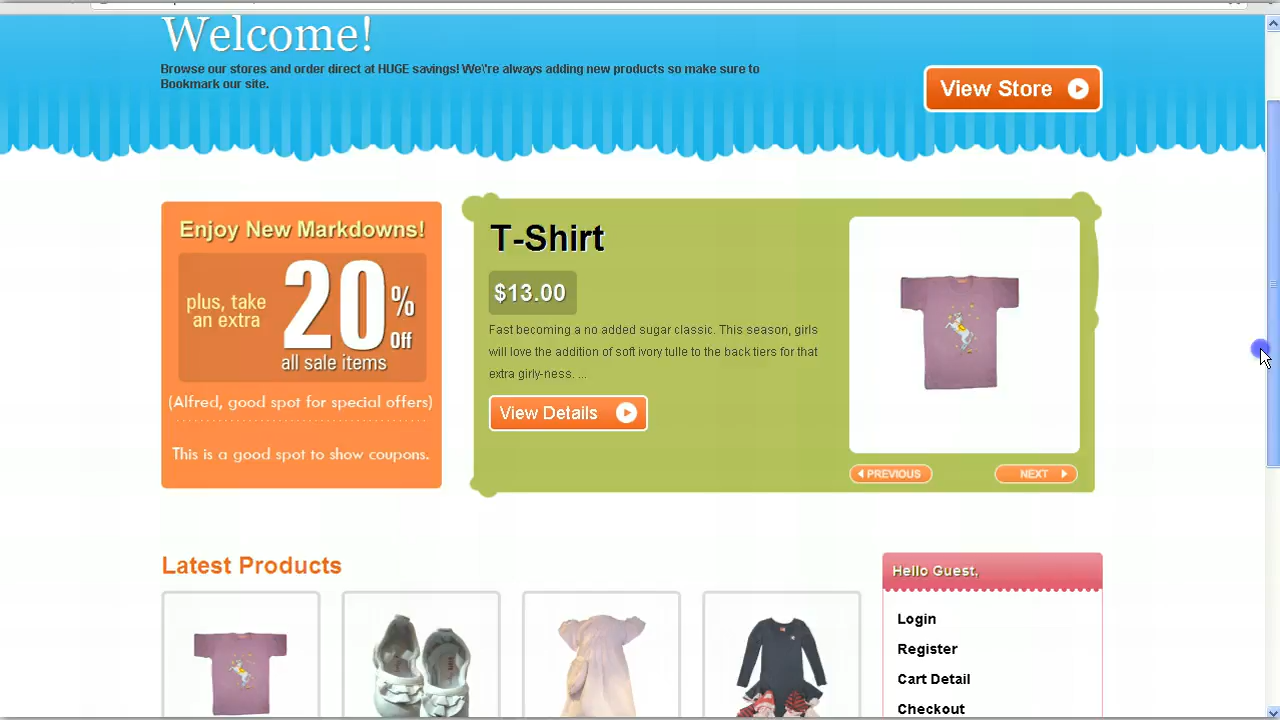 Welcome!
Browse our stores and order direct at HUGE savings! We\'re always adding new products so make sure to
Bookmark our site.
View Store
Enjoy New Markdowns!
plus, take
an extra
20% Off
all sale items
(Alfred, good spot for special offers)
This is a good spot to show coupons.
T-Shirt
$13.00
Fast becoming a no added sugar classic. This season, girls
will love the addition of soft ivory tulle to the back tiers for that
extra girly-ness. ...
View Details
PREVIOUS
NEXT
Latest Products
Hello Guest,
Login
Register
Cart Detail
Checkout